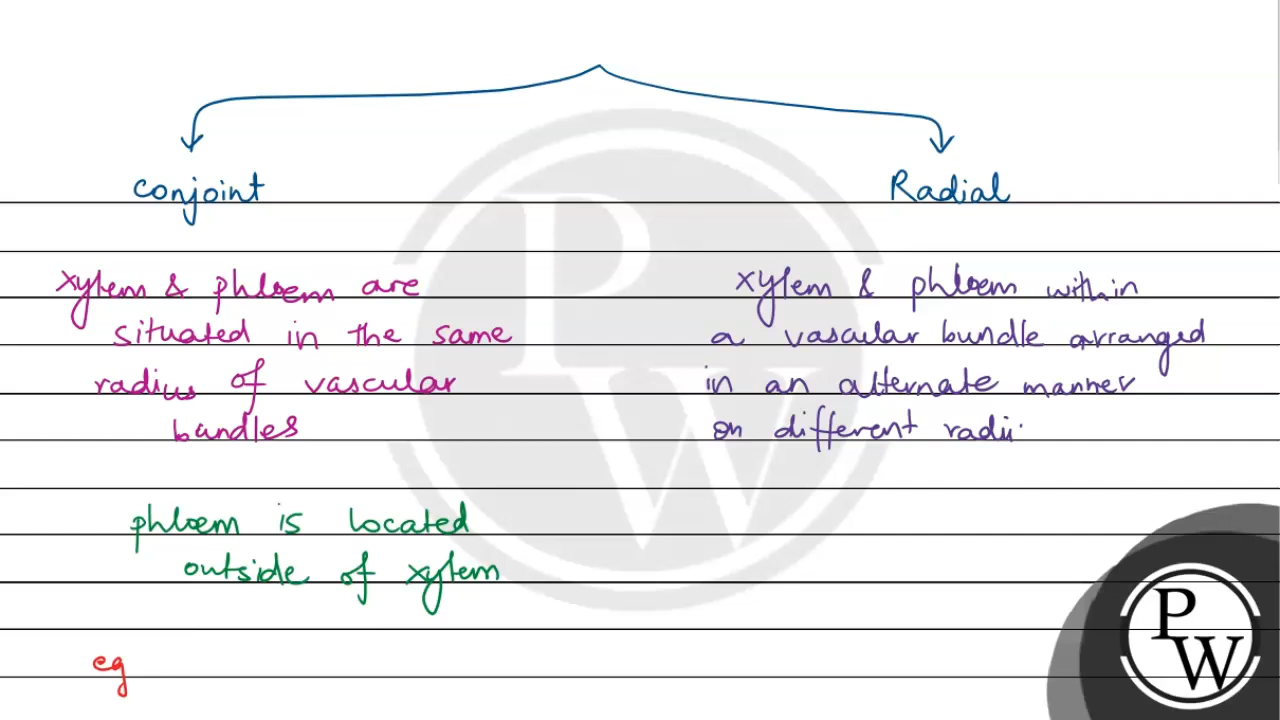 conjoint
Radial
xylem & phloem are
situated in the same
radius of vascular
bundles
xylem & phloem within
a vascular bundle arranged
in an alternate manner
on different radii
phloem is located
outside of xylem
eg
P
W
P
W